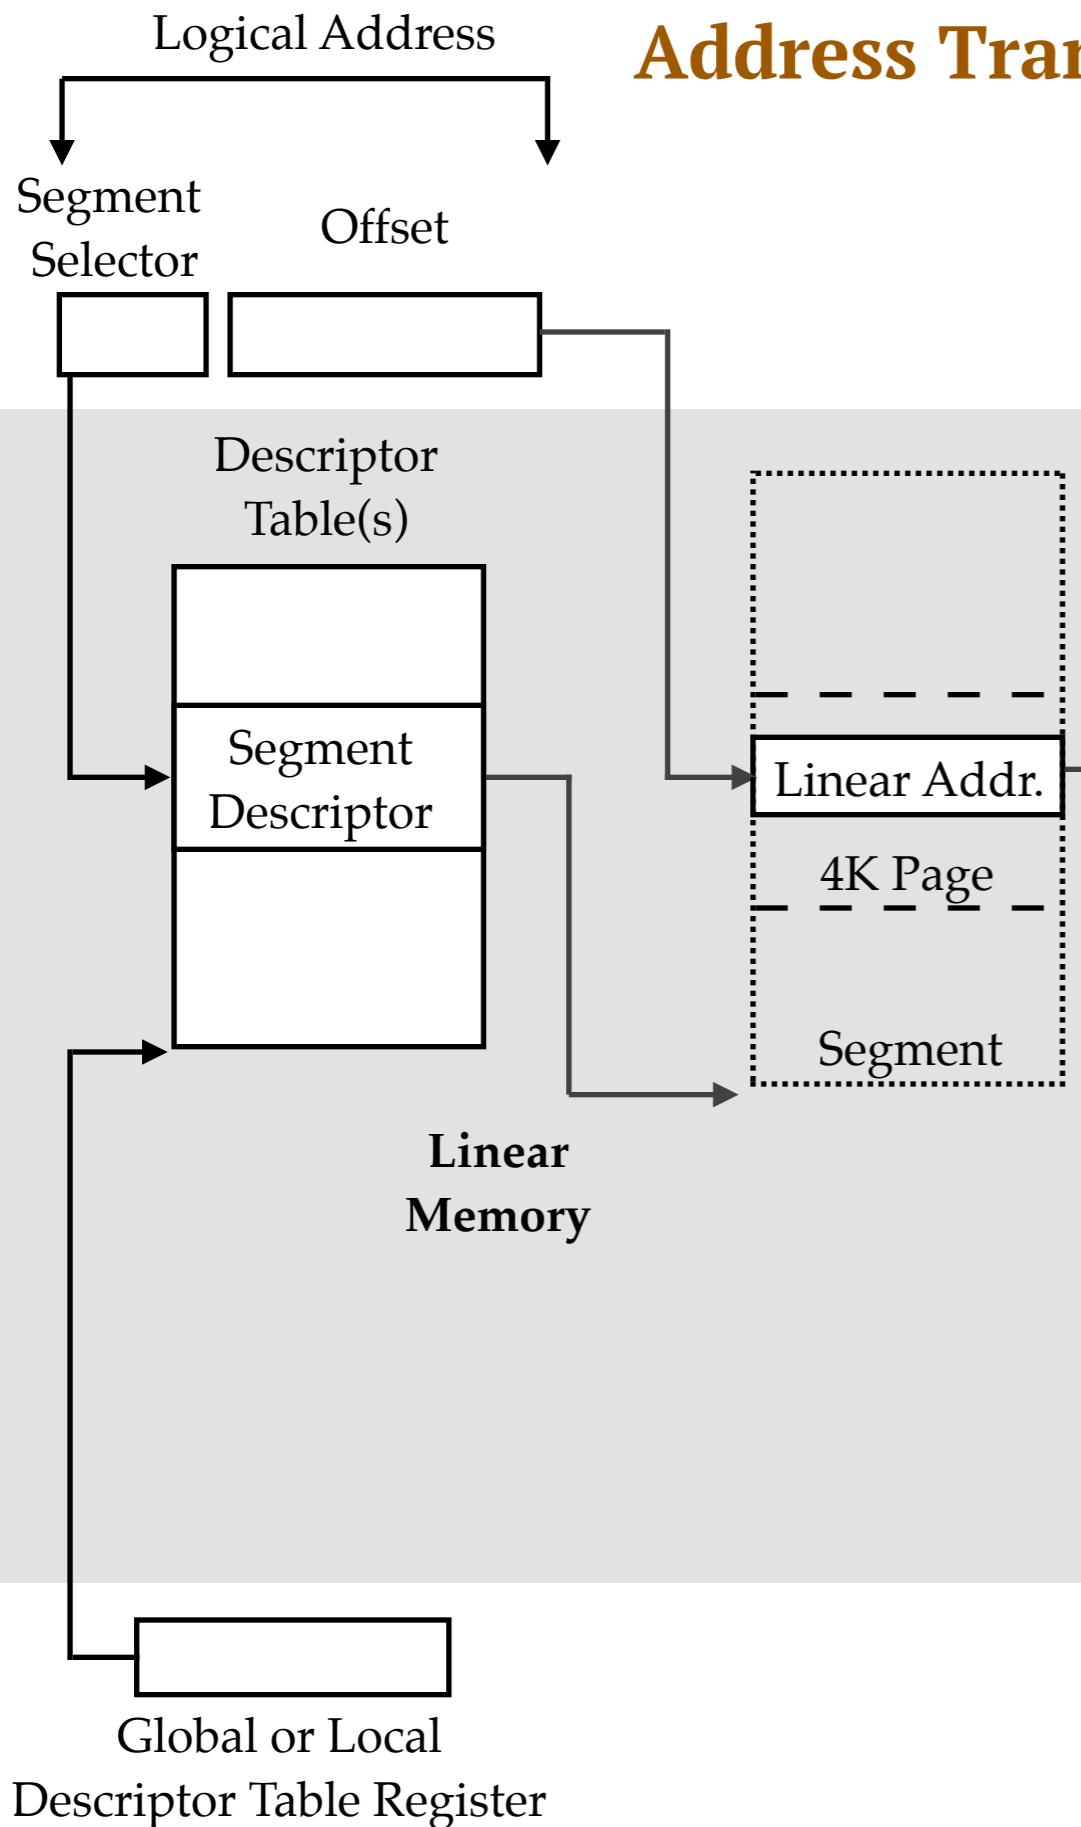 Logical Address
Address Tran
Segment
Selector
Offset
Descriptor
Table(s)
Segment
Descriptor
Linear Addr.
4K Page
Segment
Linear
Memory
Global or Local
Descriptor Table Register